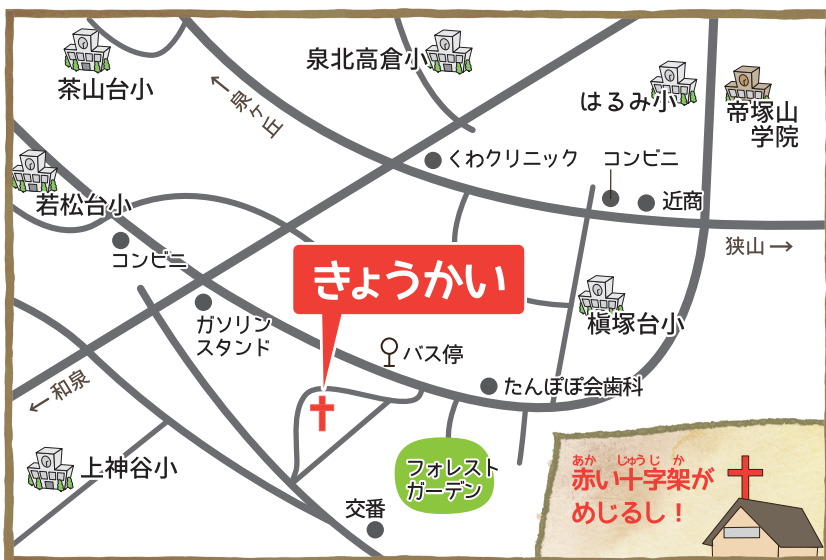 泉北高倉小
茶山台小
←泉ヶ丘
はるみ小
帝塚山
学院
くわクリニック
コンビニ
近商
若松台小
狭山→
コンビニ
きょうかい
ガソリン
スタンド
槇塚台小
バス停
←和泉
たんぽぽ会歯科
上神谷小
フォレスト
ガーデン
交番
あか じゅうじ か
赤い十字架が
めじるし！